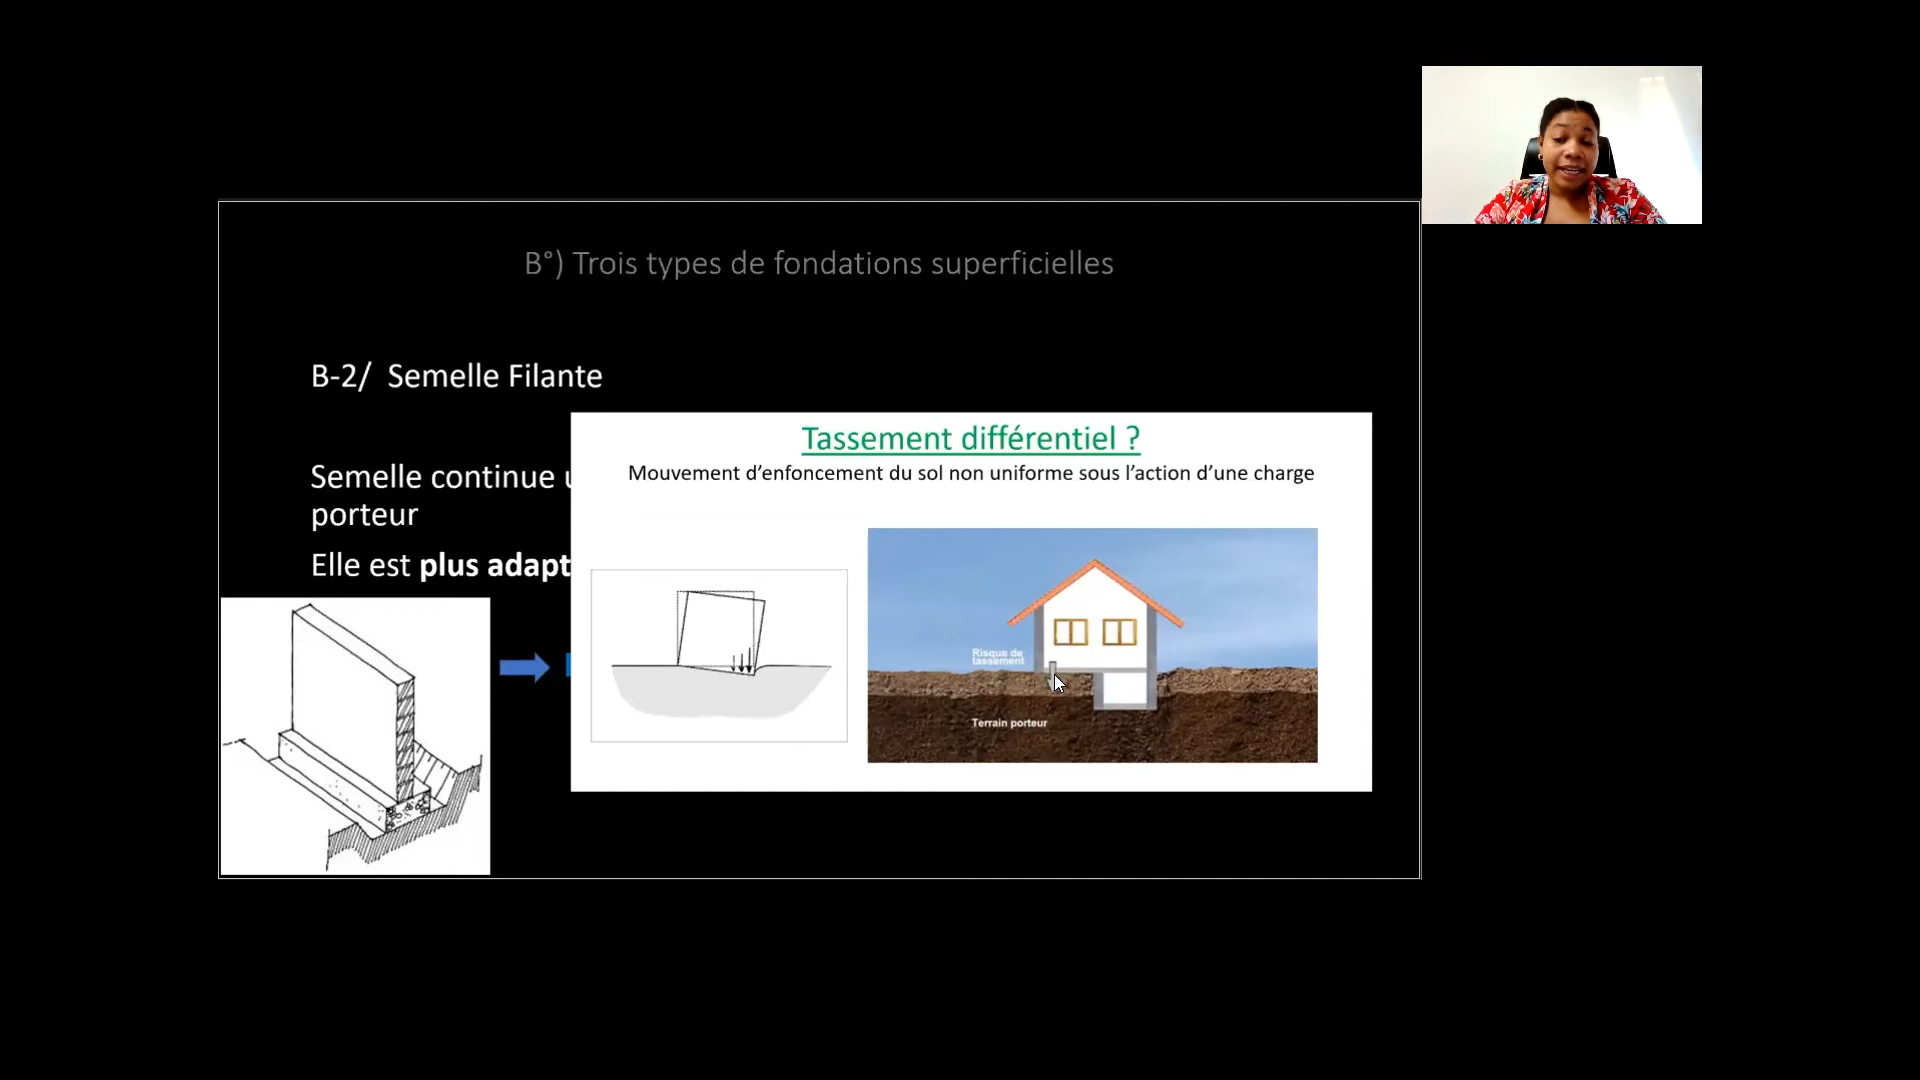 B°) Trois types de fondations superficielles
B-2/ Semelle Filante
Semelle continue
porteur
Elle est plus adapt
Tassement différentiel ?
Mouvement d’enfoncement du sol non uniforme sous l’action d’une charge
Risque de
tassement
Terrain porteur